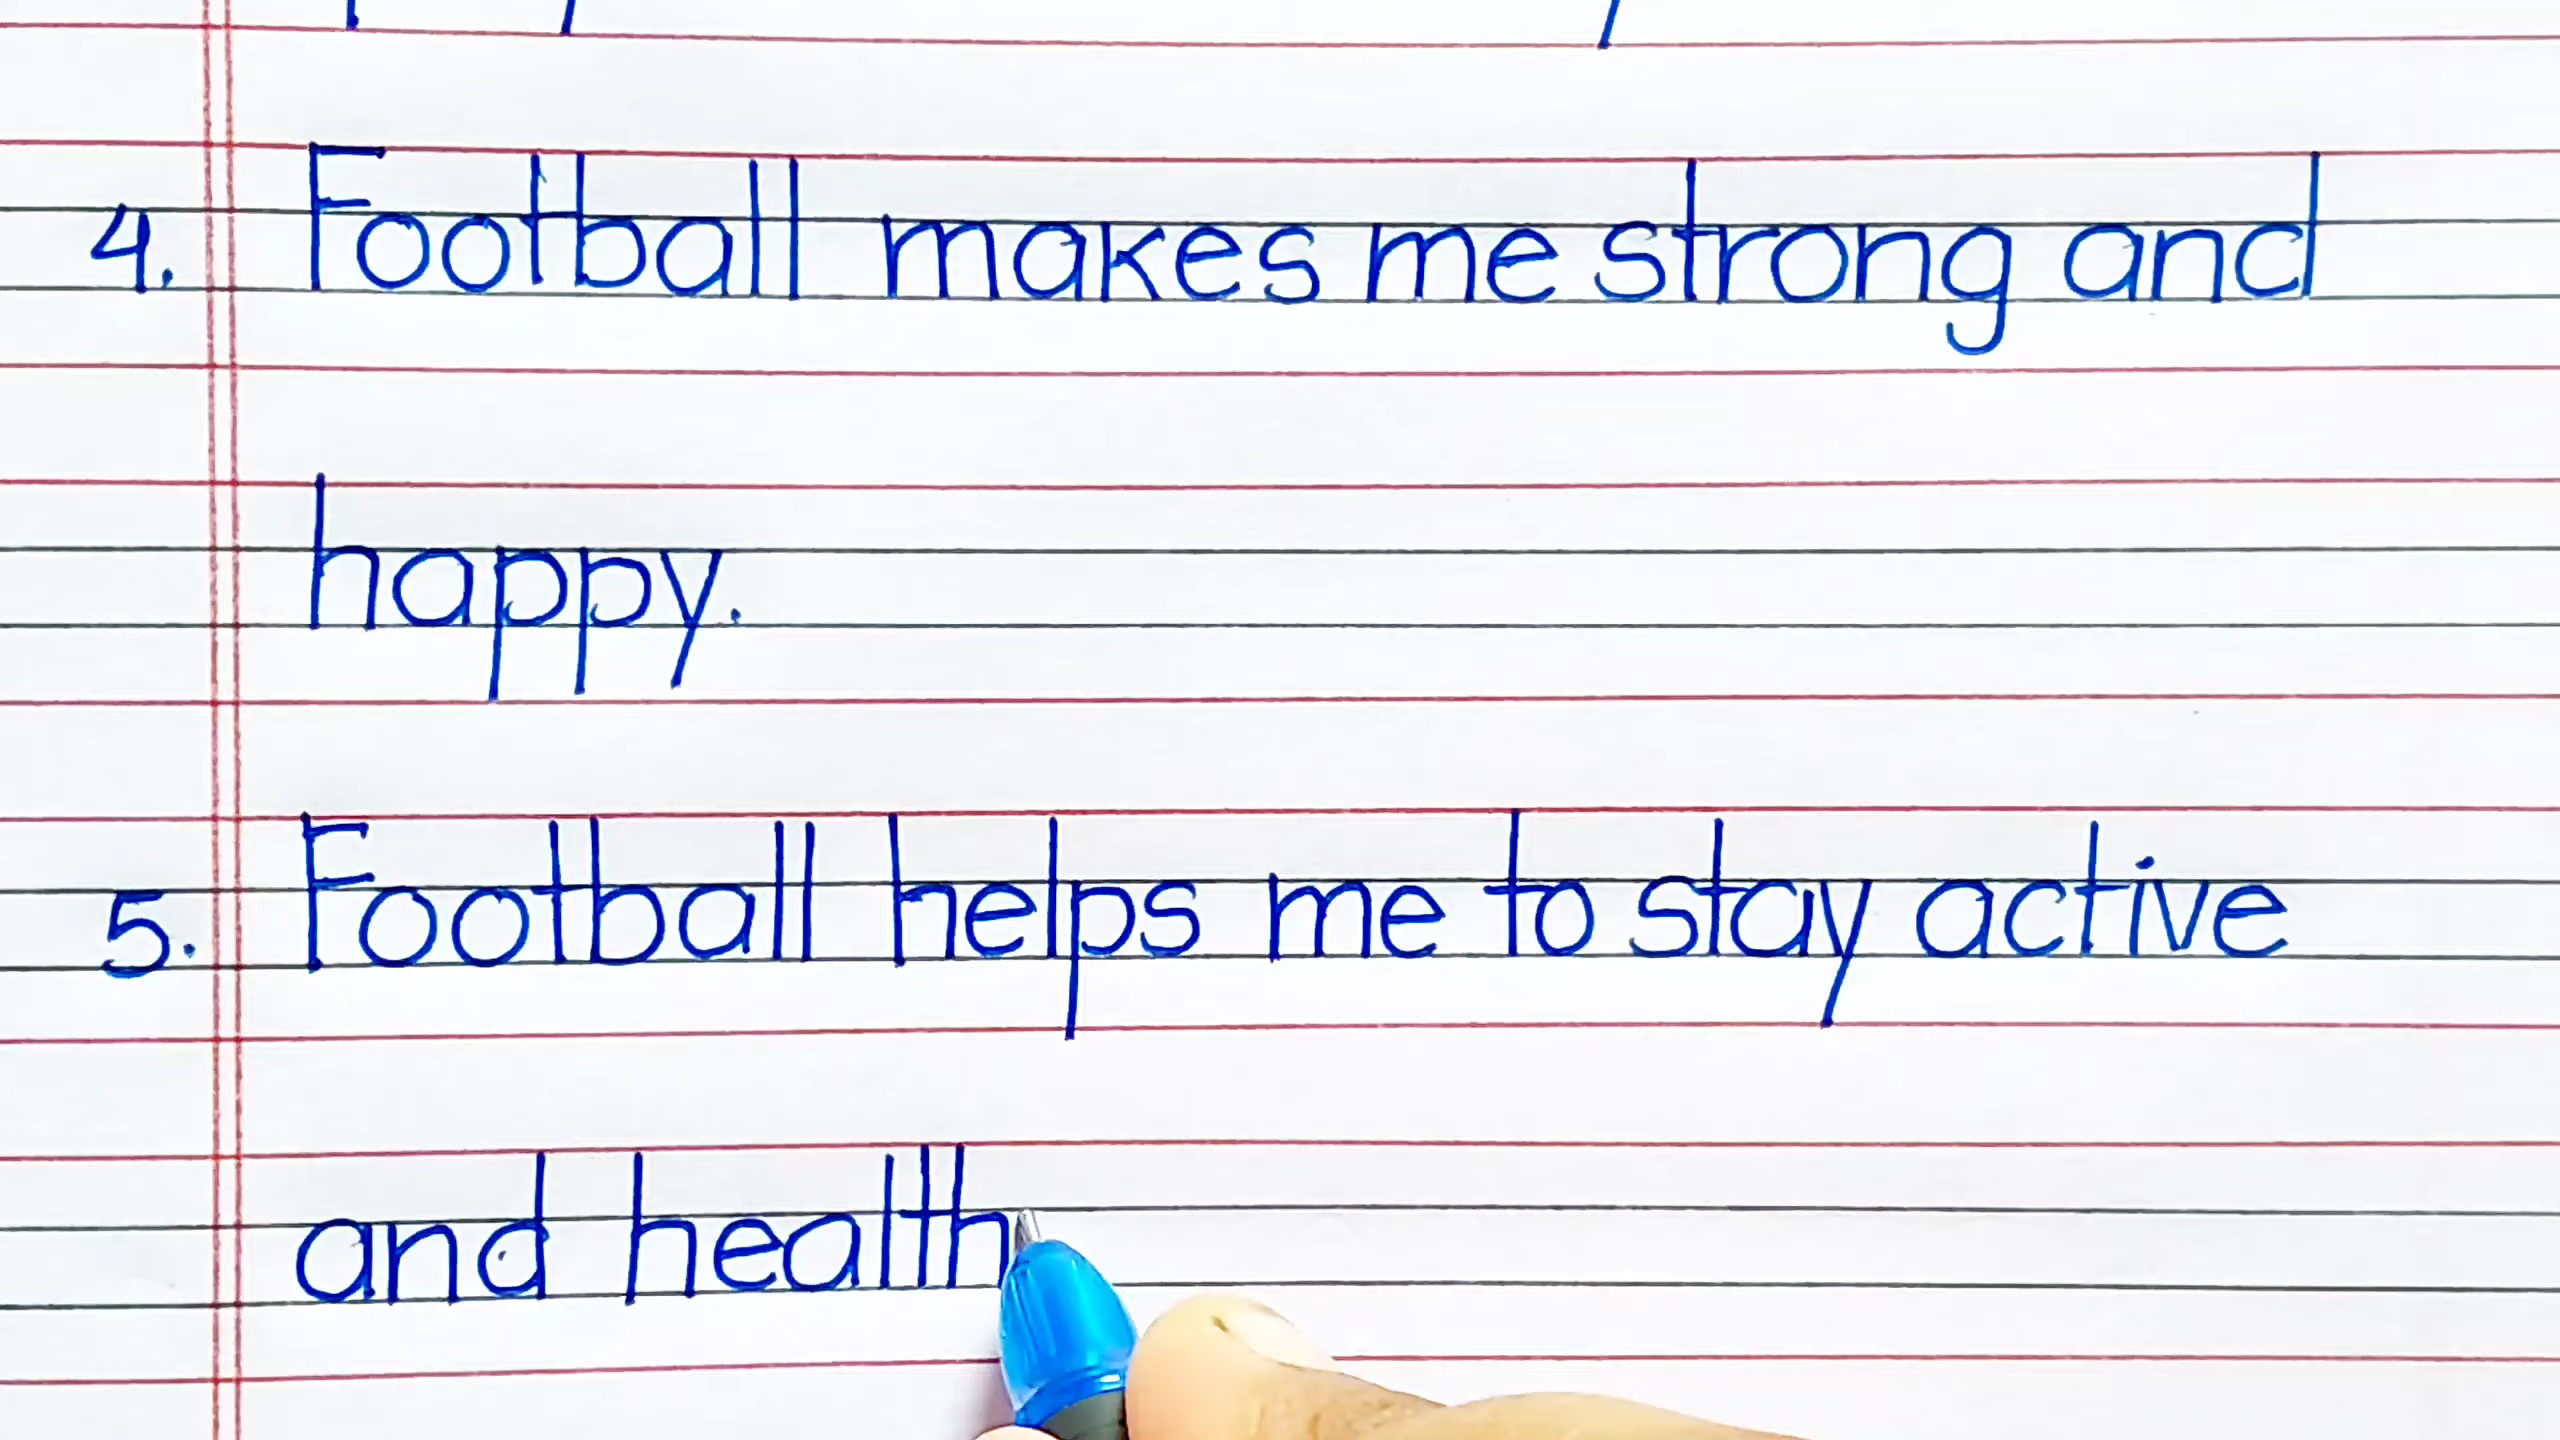 4. Football makes me strong and
happy.
5. Football helps me to stay active
and health